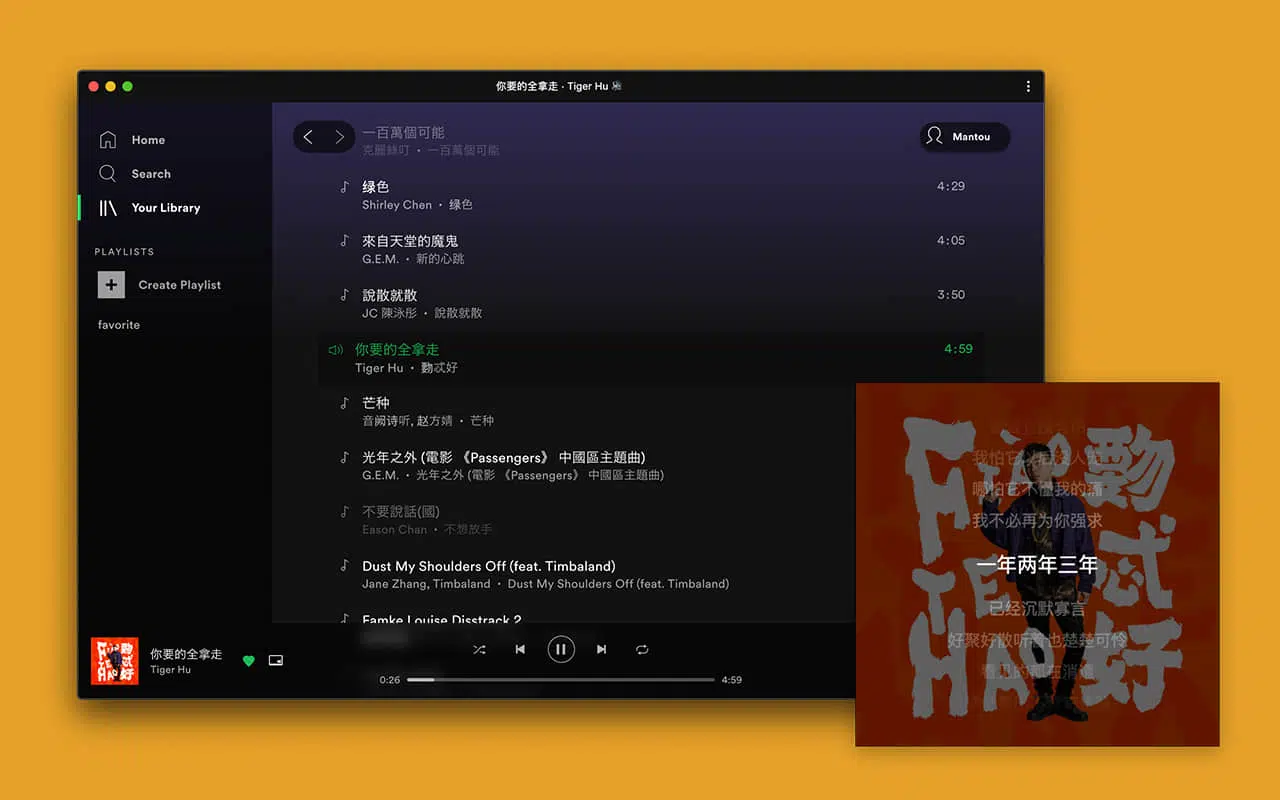 你要的全拿走 · Tiger Hu
Home
Search
Your Library
PLAYLISTS
Create Playlist
favorite
一百萬個可能
克麗絲叮 · 一百萬個可能
Mantou
绿色
4:29
Shirley Chen · 绿色
來自天堂的魔鬼
4:05
G.E.M. · 新的心跳
說散就散
3:50
JC 陳泳彤 · 說散就散
你要的全拿走
4:59
Tiger Hu · 覅忒好
芒种
音阙诗听, 赵方婧 · 芒种
光年之外 (電影 《Passengers》 中國區主題曲)
G.E.M. · 光年之外 (電影 《Passengers》 中國區主題曲)
不要說話(國)
Eason Chan · 不想放手
Dust My Shoulders Off (feat. Timbaland)
Jane Zhang, Timbaland · Dust My Shoulders Off (feat. Timbaland)
Famke Louise Disstrack 2
你要的全拿走
Tiger Hu
0:26
4:59
哪怕它不懂我的痛
我不必再为你强求
一年两年三年
已经沉默寡言
好聚好散听着也楚楚可怜
看见的都在消遣